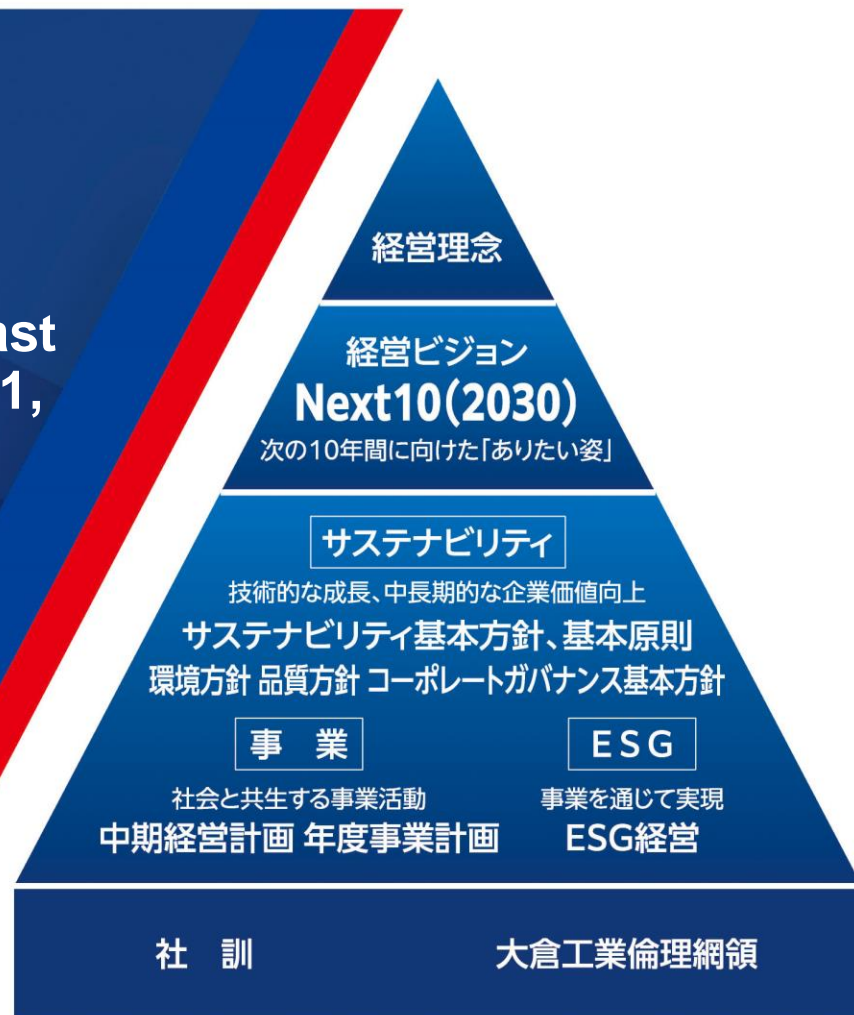 ast
1,
経営理念
経営ビジョン
Next10(2030)
次の10年間に向けた「ありたい姿」
サステナビリティ
技術的な成長、中長期的な企業価値向上
サステナビリティ基本方針、基本原則
環境方針 品質方針 コーポレートガバナンス基本方針
事 業
社会と共生する事業活動
中期経営計画 年度事業計画
ESG
事業を通じて実現
ESG経営
社 訓
大倉工業倫理綱領